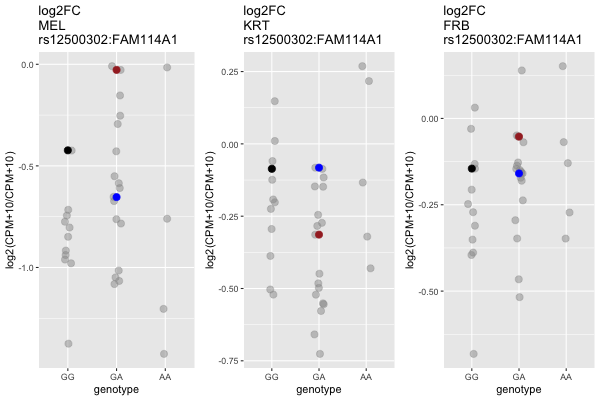 log2FC
MEL
rs12500302:FAM114A1
log2(CPM+10/CPM+10)
0.0
-0.5
-1.0
GG
GA
AA
genotype
log2FC
KRT
rs12500302:FAM114A1
log2(CPM+10/CPM+10)
0.25
0.00
-0.25
-0.50
-0.75
GG
GA
AA
genotype
log2FC
FRB
rs12500302:FAM114A1
log2(CPM+10/CPM+10)
0.00
-0.25
-0.50
GG
GA
AA
genotype